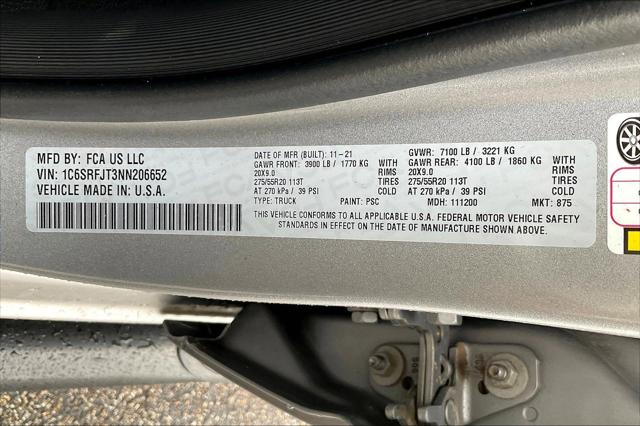 MFD BY: FCA US LLC
VIN: 1C6SRFJT3NN206652
VEHICLE MADE IN U.S.A.
DATE OF MFR (BUILT): 11-21 GVWR: 7100 LB / 3221 KG
GAWR FRONT: 3900 LB / 1770 KG WITH GAWR REAR: 4100 LB / 1860 KG WITH
20X9.0 RIMS 20X9.0 RIMS
275/55R20 113T TIRES 275/55R20 113T TIRES
AT 270 kPa / 39 PSI COLD AT 270 kPa / 39 PSI COLD
TYPE: TRUCK PAINT: PSC MDH: 111200 MKT: 875
THIS VEHICLE CONFORMS TO ALL APPLICABLE U.S.A. FEDERAL MOTOR VEHICLE SAFETY
STANDARDS IN EFFECT ON THE DATE OF MANUFACTURE SHOWN ABOVE.